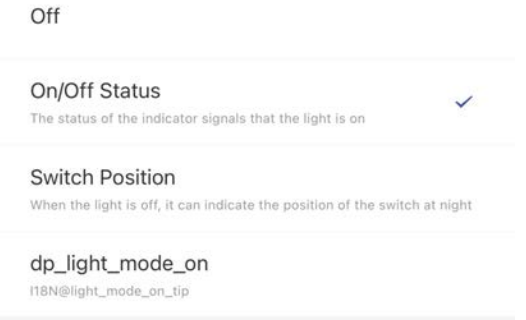 Off
On/Off Status
The status of the indicator signals that the light is on
Switch Position
When the light is off, it can indicate the position of the switch at night
dp_light_mode_on
I18N@light_mode_on_tip